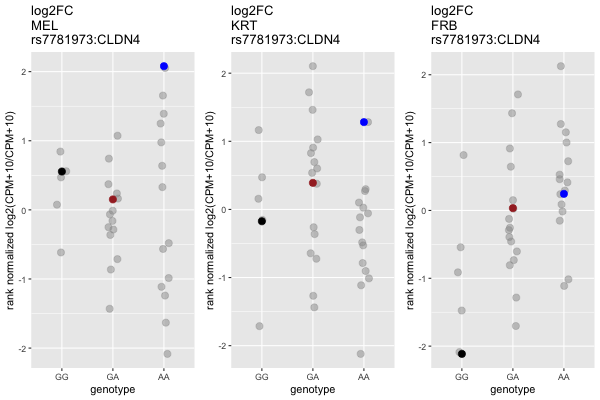 log2FC
MEL
rs7781973:CLDN4
rank normalized log2(CPM+10/CPM+10)
2
1
0
-1
-2
GG
GA
AA
genotype
log2FC
KRT
rs7781973:CLDN4
rank normalized log2(CPM+10/CPM+10)
2
1
0
-1
-2
GG
GA
AA
genotype
log2FC
FRB
rs7781973:CLDN4
rank normalized log2(CPM+10/CPM+10)
2
1
0
-1
-2
GG
GA
AA
genotype